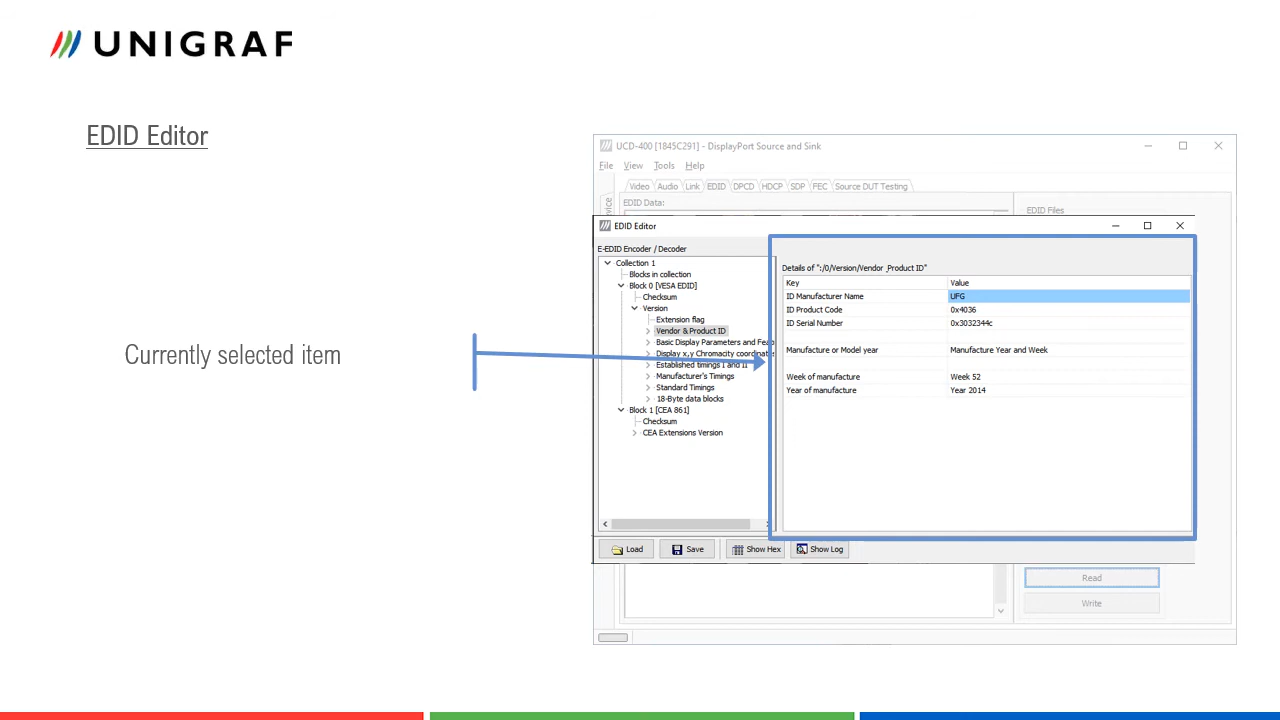 UNIGRAF
EDID Editor
Currently selected item
UCD-400 [1845C291] - DisplayPort Source and Sink
File View Tools Help
Video Audio Link EDID DPCD HDCP SDP FEC Source DUT Testing
EDID Data:
EDID Files
EDID Editor
E-EDID Encoder / Decoder
Collection 1
Blocks in collection
Block 0 [VESA EDID]
Checksum
Version
Extension flag
Vendor & Product ID
Basic Display Parameters and Fea
Display x,y Chromacity coordinates
Established timings I and II
Manufacturer's Timings
Standard Timings
18-Byte data blocks
Block 1 [CEA 861]
Checksum
CEA Extensions Version
Details of ":/0/Version/Vendor _Product ID"
Key Value
ID Manufacturer Name UFG
ID Product Code 0x4036
ID Serial Number 0x3032344c
Manufacture or Model year Manufacture Year and Week
Week of manufacture Week 52
Year of manufacture Year 2014
Load Save Show Hex Show Log
Read
Write